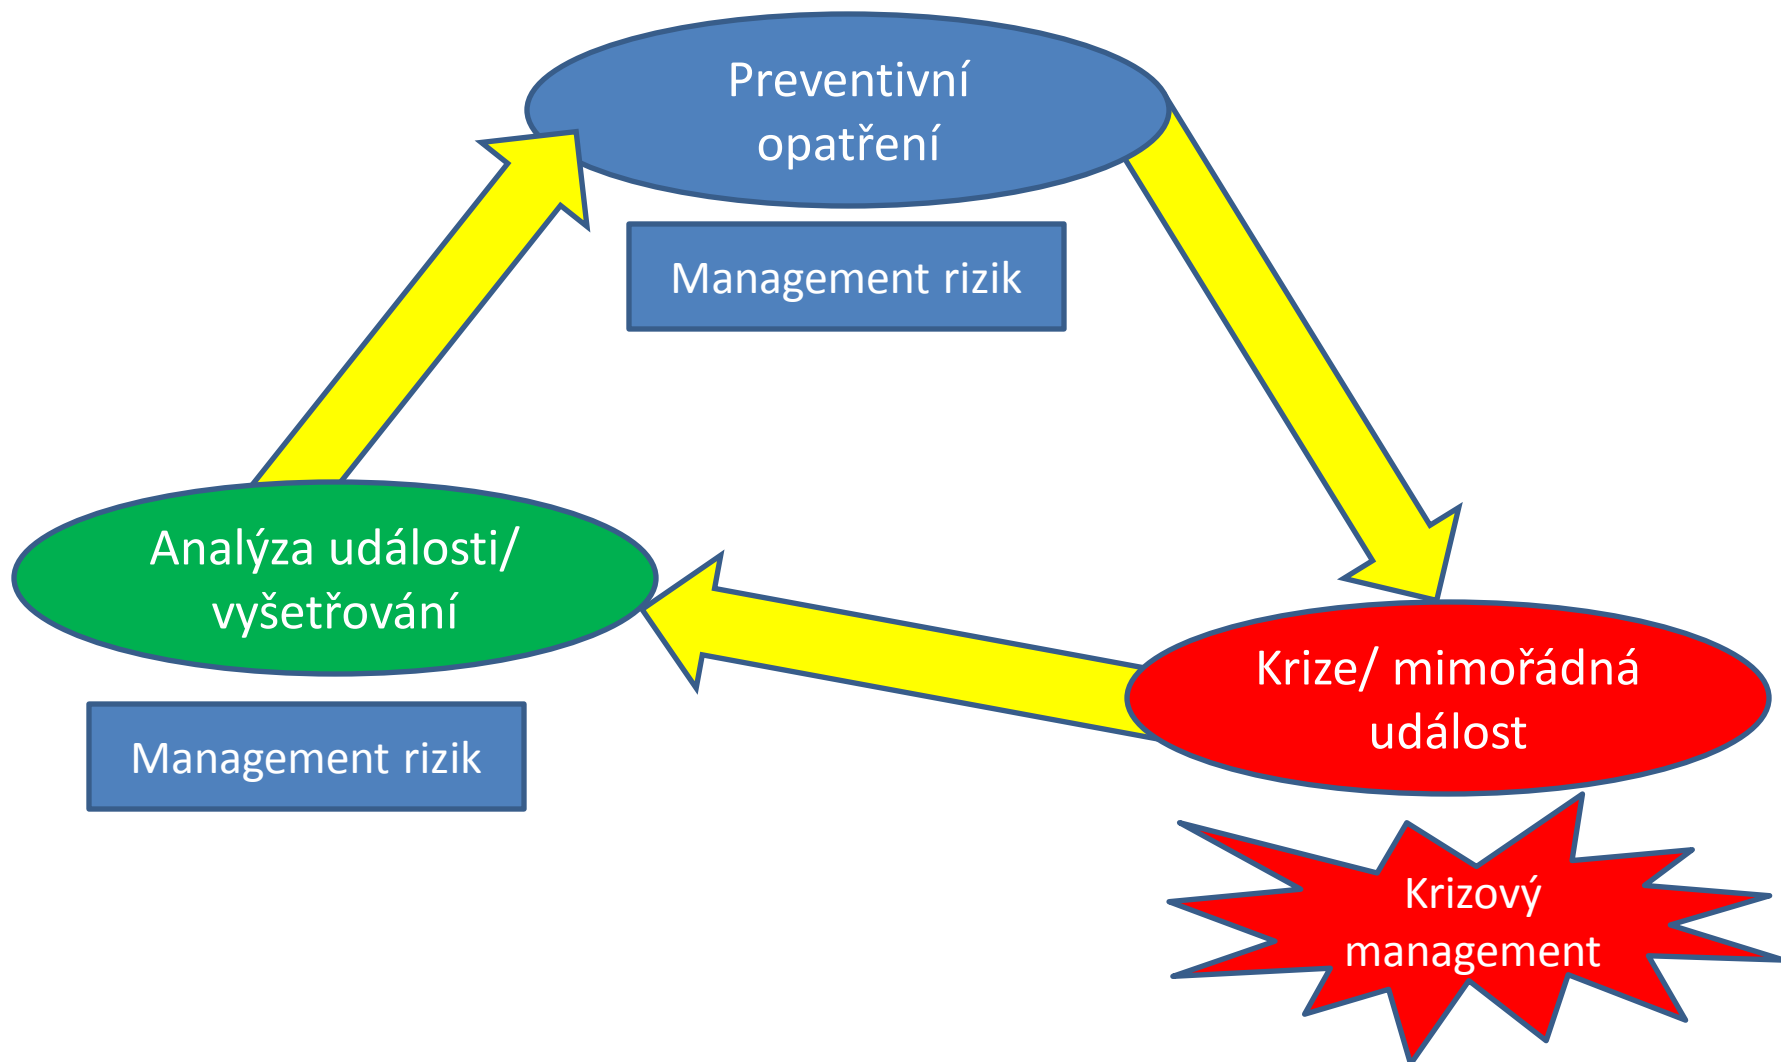 Preventivní
opatření
Management rizik
Analýza události/
vyšetřování
Management rizik
Krize/ mimořádná
událost
Krizový
management